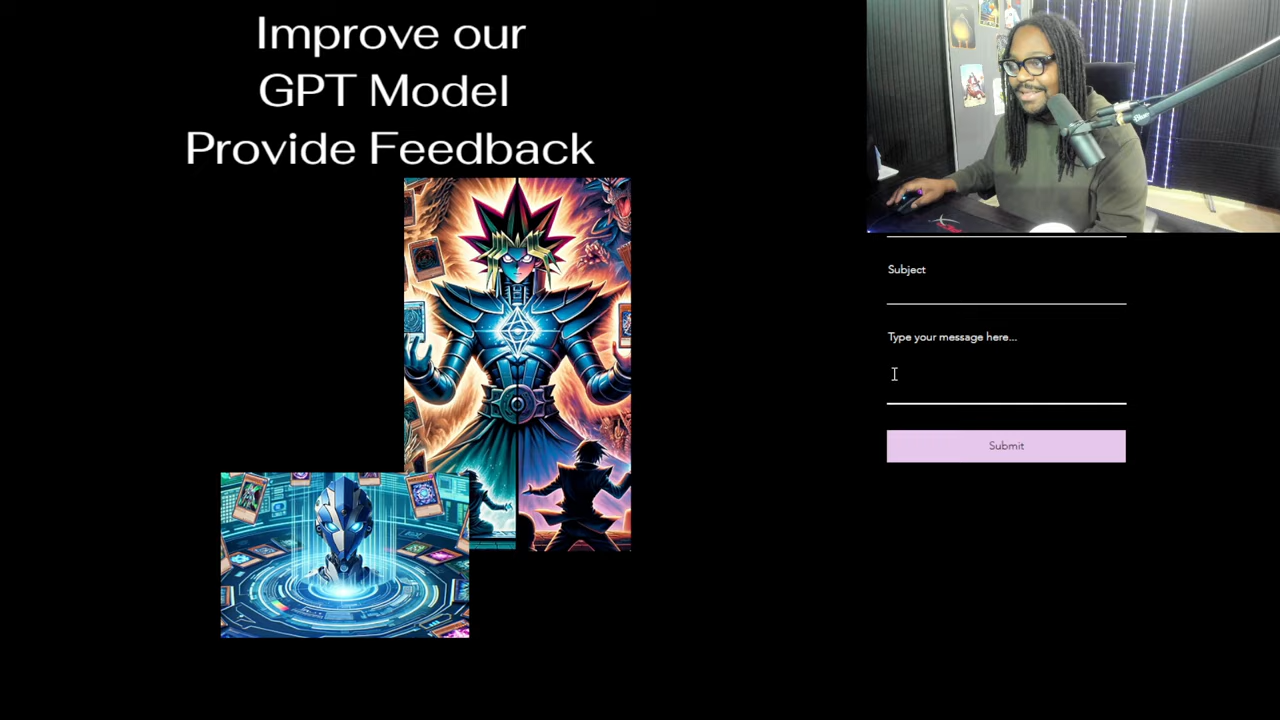 Improve our
GPT Model
Provide Feedback
Subject
Type your message here...
Submit